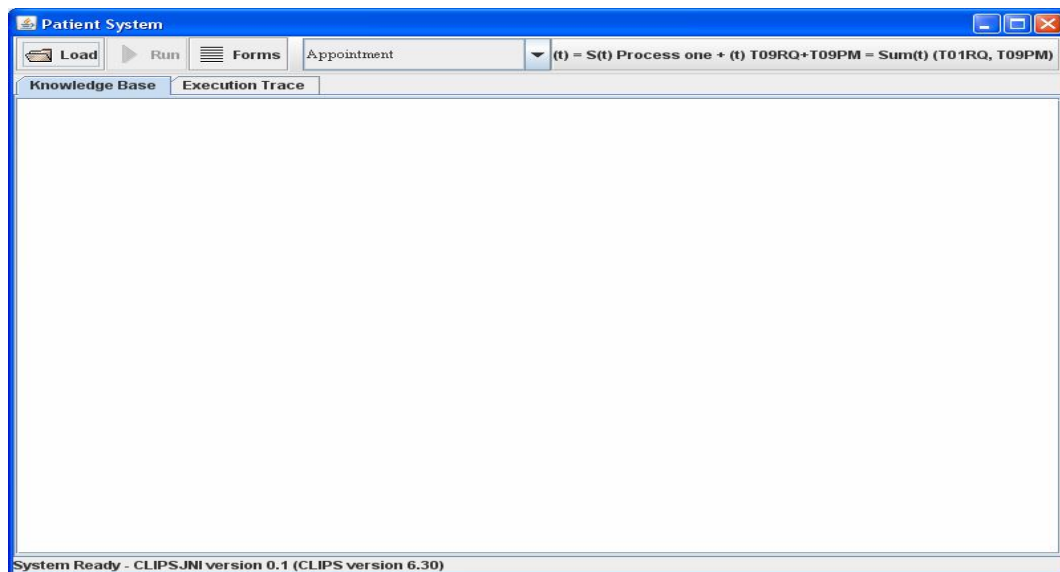 Patient System
Load Run Forms Appointment (t) = S(t) Process one + (t) T09RQ+T09PM = Sum(t) (T01RQ, T09PM)
Knowledge Base Execution Trace
System Ready - CLIPSJNI version 0.1 (CLIPS version 6.30)